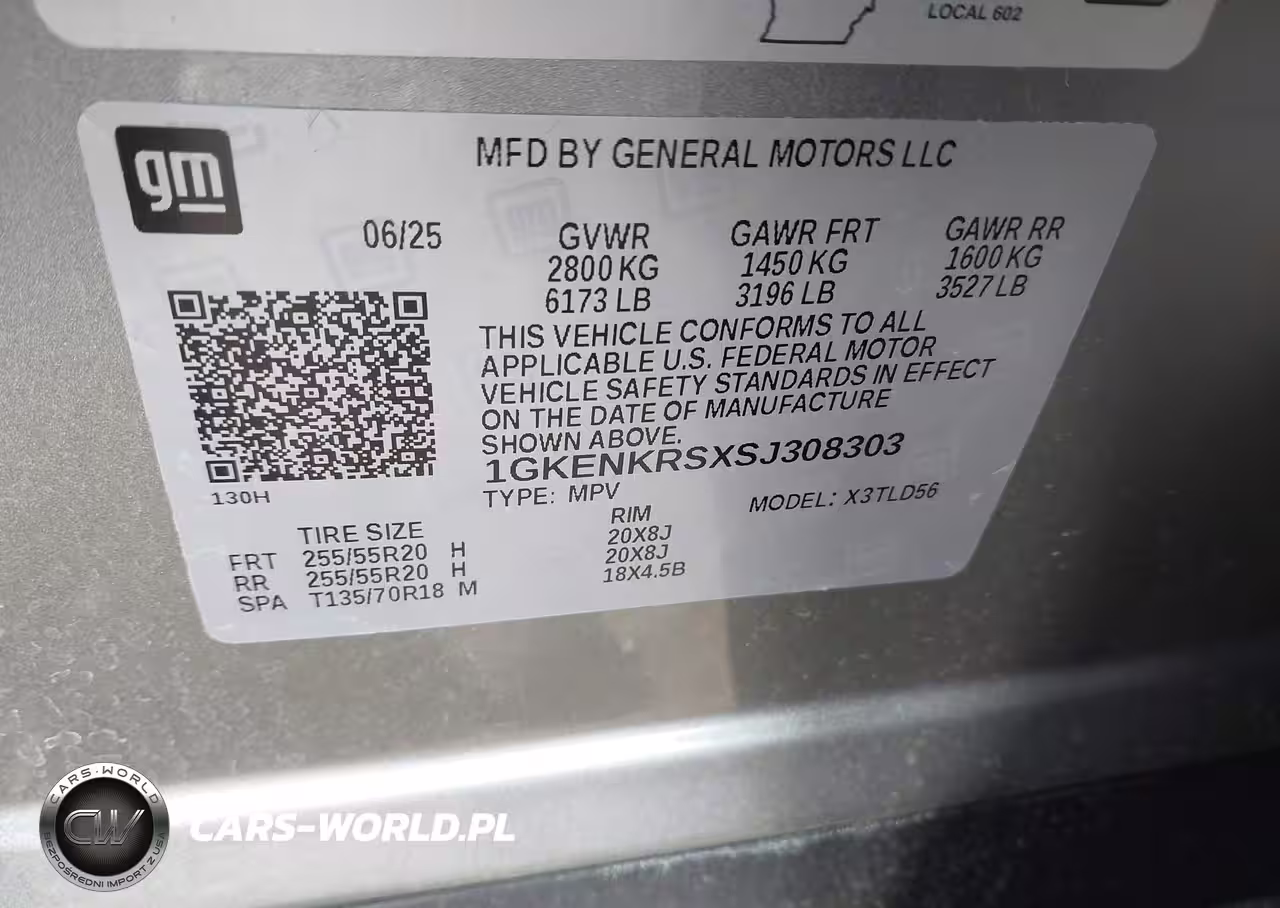 LOCAL 602
gm
MFD BY GENERAL MOTORS LLC
06/25
GVWR GAWR FRT GAWR RR
2800 KG 1450 KG 1600 KG
6173 LB 3196 LB 3527 LB
THIS VEHICLE CONFORMS TO ALL
APPLICABLE U.S. FEDERAL MOTOR
VEHICLE SAFETY STANDARDS IN EFFECT
ON THE DATE OF MANUFACTURE
SHOWN ABOVE.
1GKENKRSXSJ308303
130H
TYPE: MPV MODEL: X3TLD56
TIRE SIZE RIM
FRT 255/55R20 H 20X8J
RR 255/55R20 H 20X8J
SPA T135/70R18 M 18X4.5B
CARS-WORLD
CW
BEZPOŚREDNI IMPORT Z USA
CARS-WORLD.PL